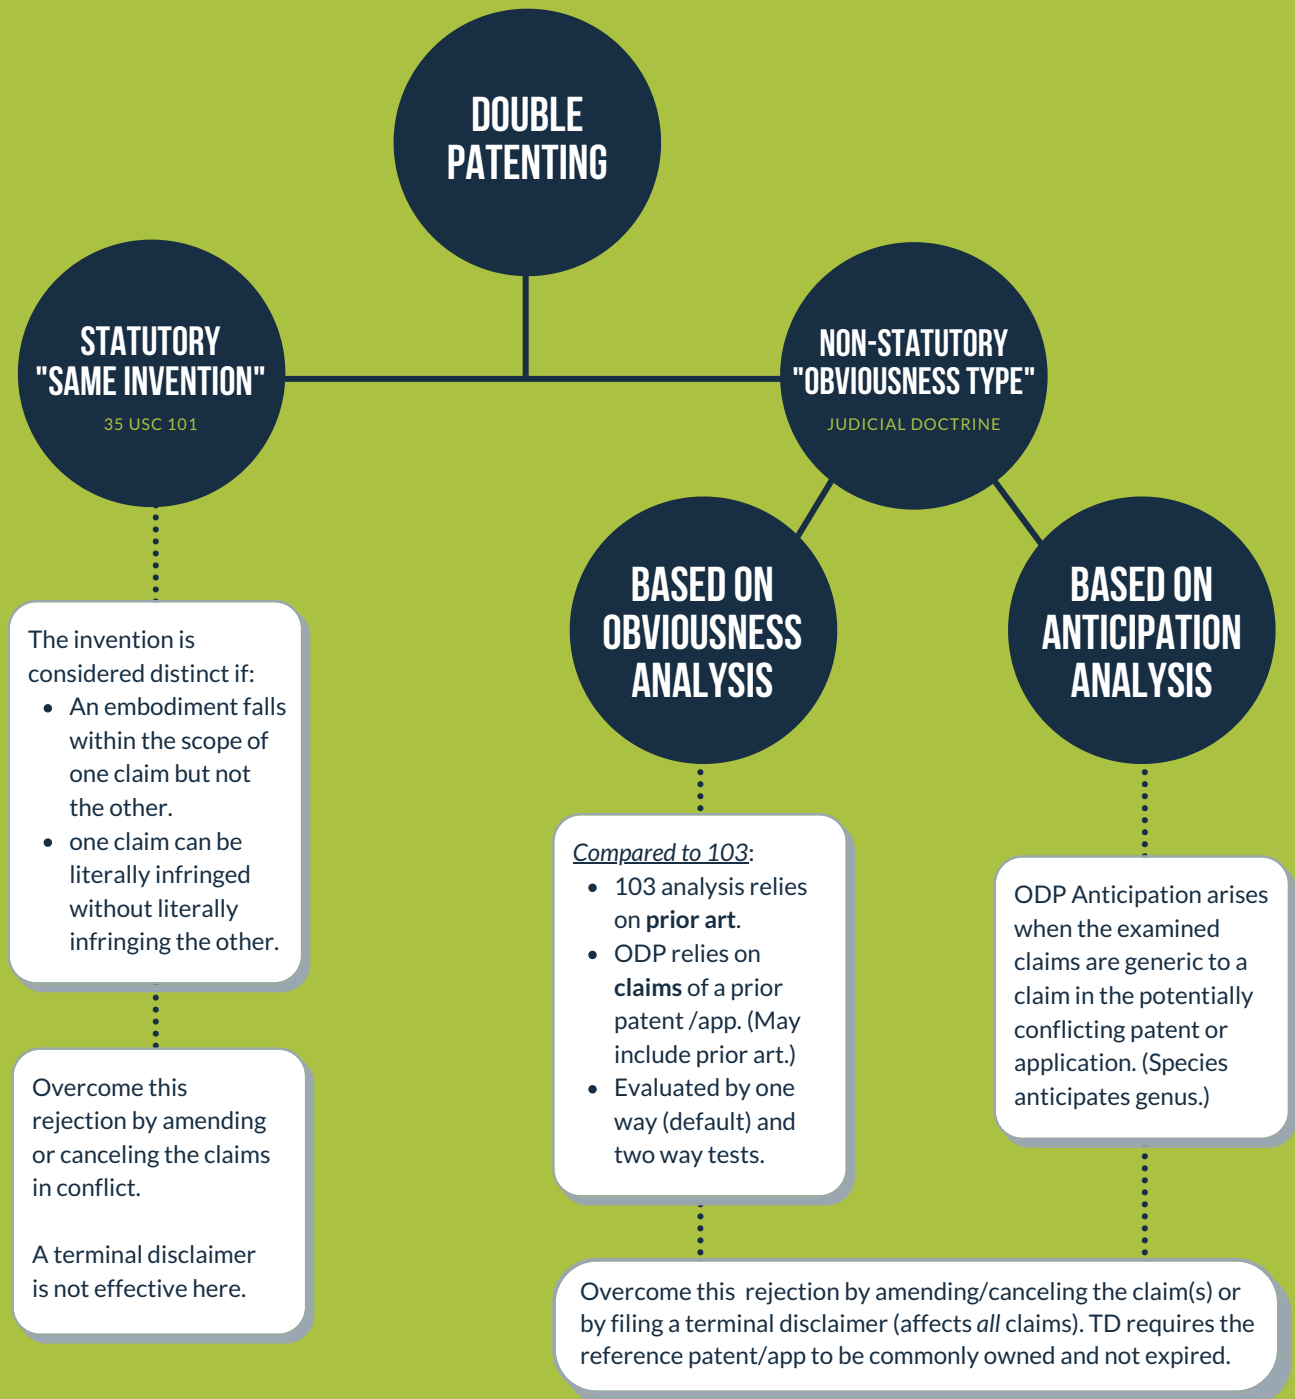 DOUBLE
PATENTING
STATUTORY
"SAME INVENTION"
35 USC 101
NON-STATUTORY
"OBVIOUSNESS TYPE"
JUDICIAL DOCTRINE
BASED ON
OBVIOUSNESS
ANALYSIS
BASED ON
ANTICIPATION
ANALYSIS
The invention is
considered distinct if:
• An embodiment falls
within the scope of
one claim but not
the other.
• one claim can be
literally infringed
without literally
infringing the other.
Overcome this
rejection by amending
or canceling the claims
in conflict.
A terminal disclaimer
is not effective here.
Compared to 103:
• 103 analysis relies
on prior art.
• ODP relies on
claims of a prior
patent /app. (May
include prior art.)
• Evaluated by one
way (default) and
two way tests.
ODP Anticipation arises
when the examined
claims are generic to a
claim in the potentially
conflicting patent or
application. (Species
anticipates genus.)
Overcome this rejection by amending/canceling the claim(s) or
by filing a terminal disclaimer (affects all claims). TD requires the
reference patent/app to be commonly owned and not expired.